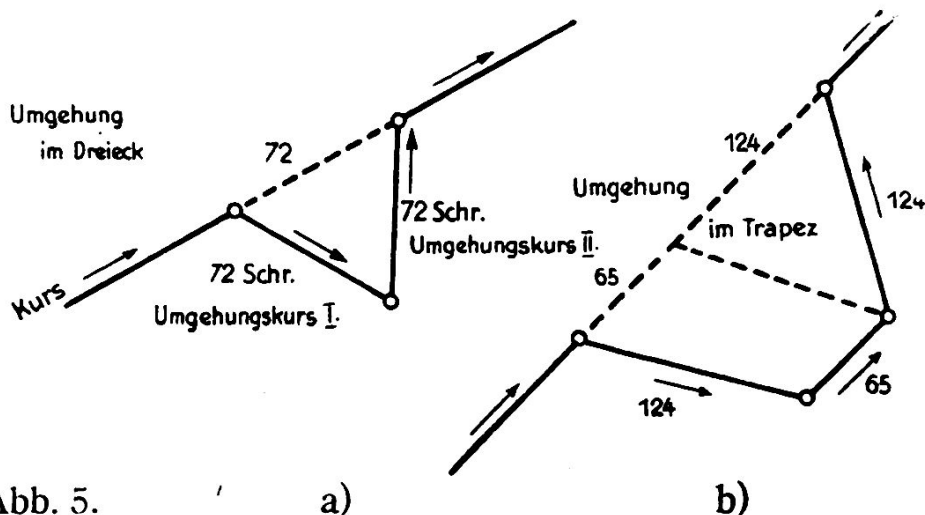 Umgehung
im Dreieck
72
72 Schr.
Umgehungskurs II.
72 Schr.
Umgehungskurs I.
Kurs
124
Umgehung
im Trapez
124
65
124
65
Abb. 5.
a)
b)